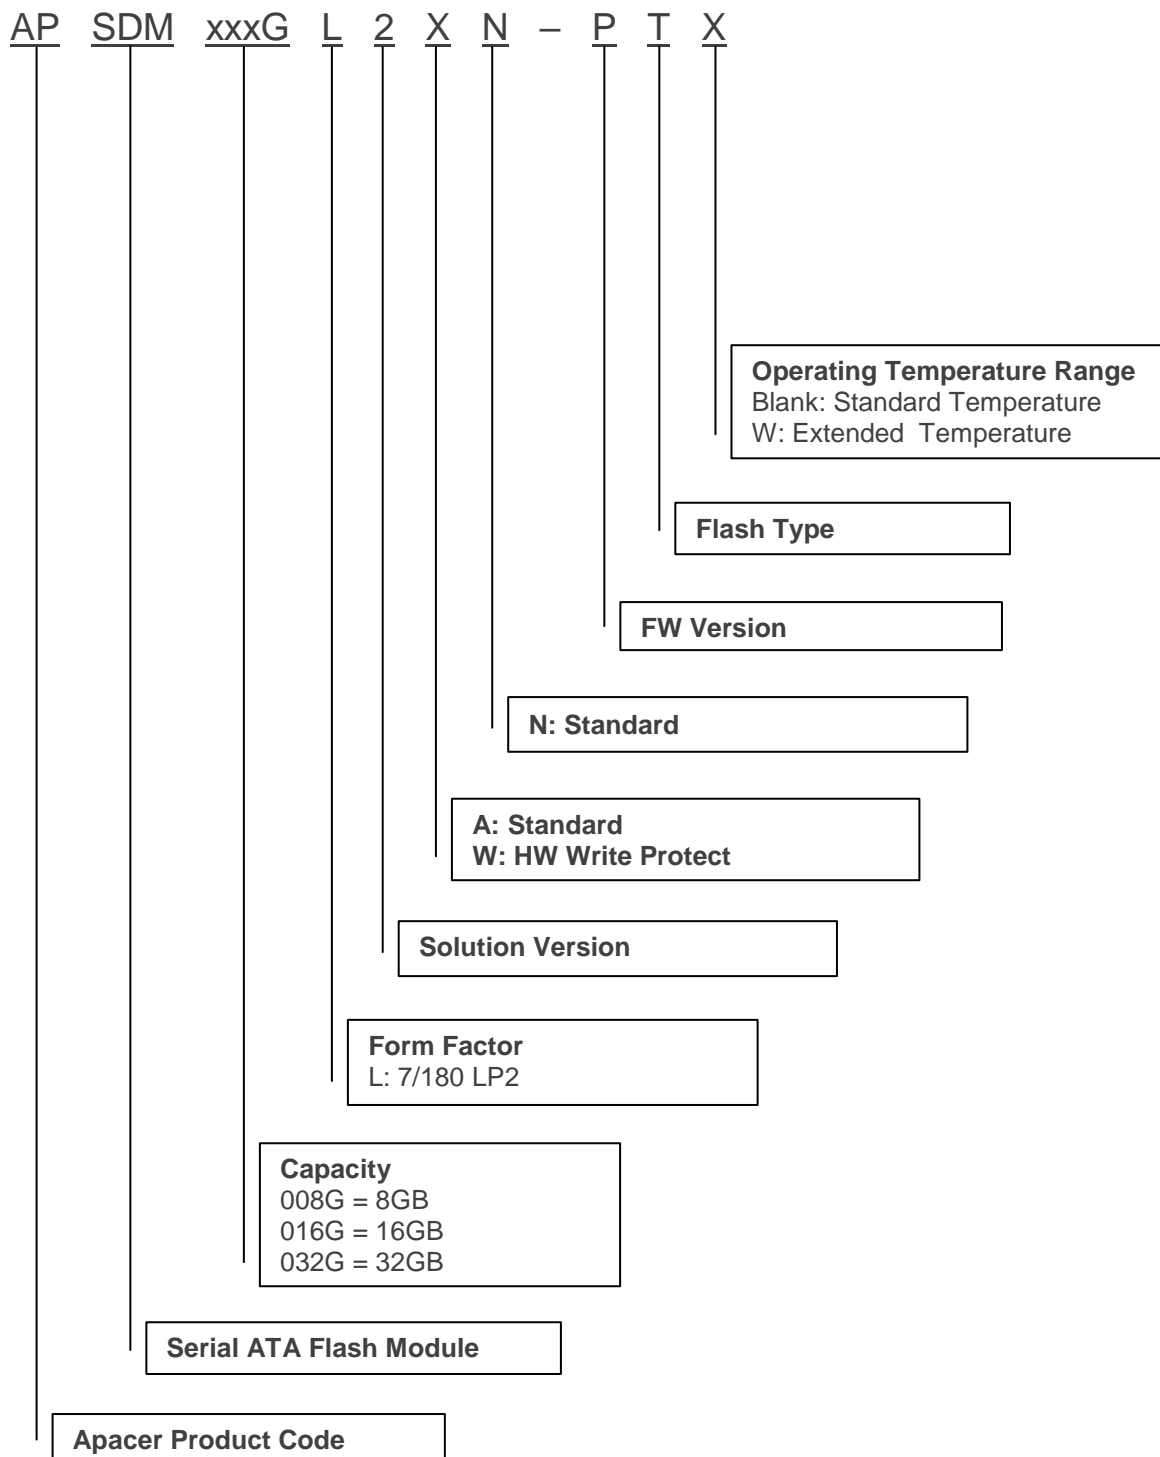 AP SDM xxxG L 2 X N – P T X
Operating Temperature Range
Blank: Standard Temperature
W: Extended Temperature
Flash Type
FW Version
N: Standard
A: Standard
W: HW Write Protect
Solution Version
Form Factor
L: 7/180 LP2
Capacity
008G = 8GB
016G = 16GB
032G = 32GB
Serial ATA Flash Module
Apacer Product Code